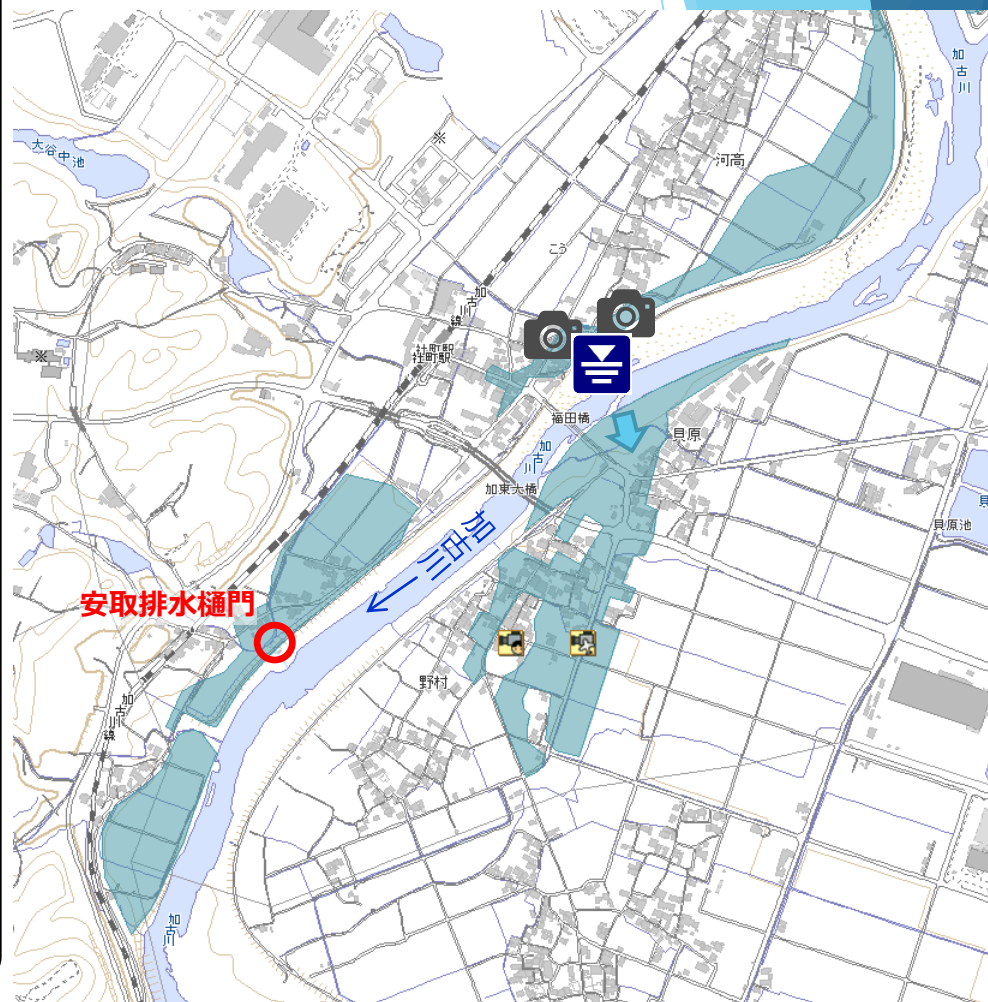 加古川
大谷中池
河高
こう
加古川線
社町駅
福田橋
貝原
加古川
加東大橋
貝原池
加古川
安取排水樋門
野村
加古川線
加古川